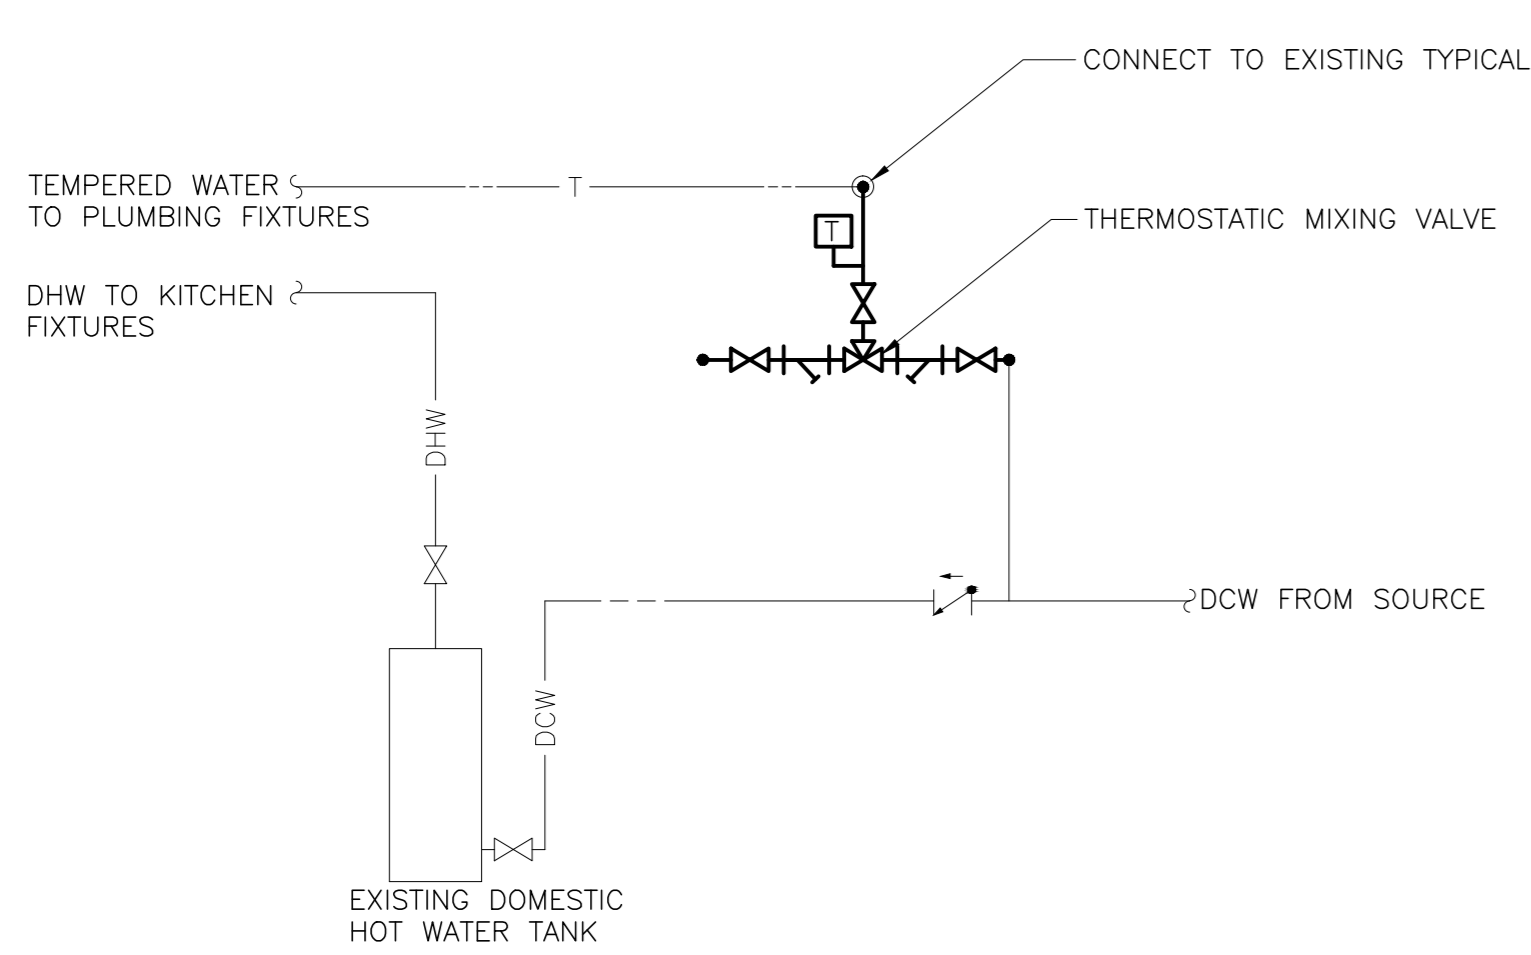 CONNECT TO EXISTING TYPICAL
TEMPERED WATER
TO PLUMBING FIXTURES
T
T
THERMOSTATIC MIXING VALVE
DHW TO KITCHEN
FIXTURES
DHW
DCW FROM SOURCE
DCW
EXISTING DOMESTIC
HOT WATER TANK